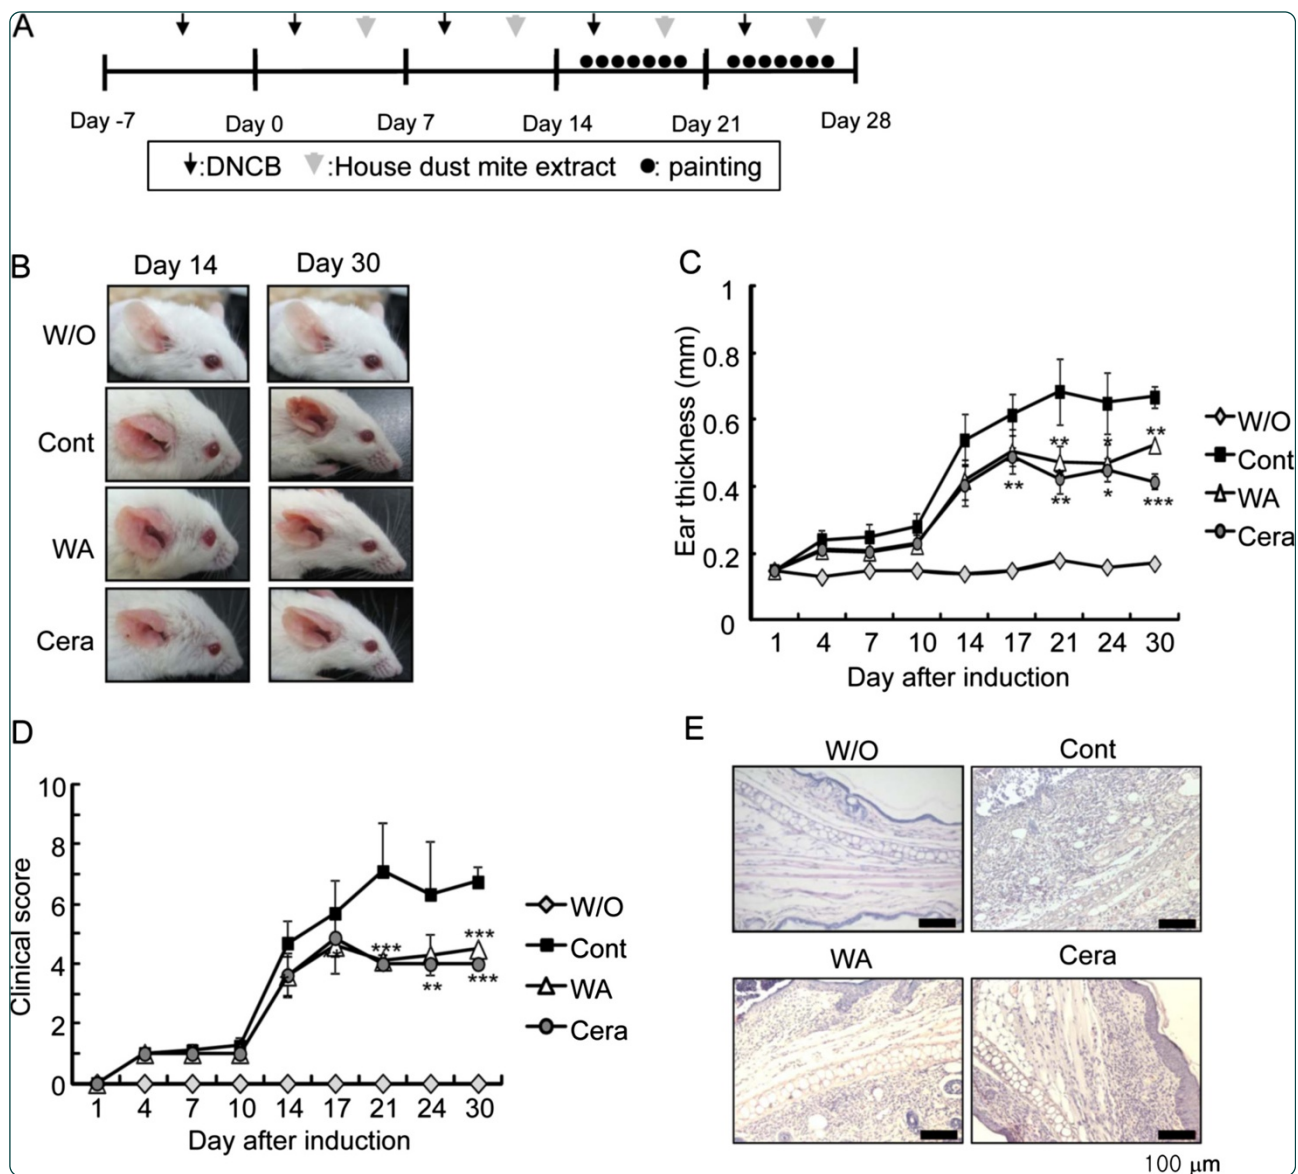 A
Day -7 Day 0 Day 7 Day 14 Day 21 Day 28
:DNCB :House dust mite extract : painting
B
Day 14 Day 30
W/O
Cont
WA
Cera
C
1
0.8
0.6
0.4
0.2
0
Ear thickness (mm)
** * **
** ** * ***
1 4 7 10 14 17 21 24 30
Day after induction
W/O
Cont
WA
Cera
D
10
8
6
4
2
0
Clinical score
*** ***
** ***
1 4 7 10 14 17 21 24 30
Day after induction
W/O
Cont
WA
Cera
E
W/O Cont
WA Cera
100 μm